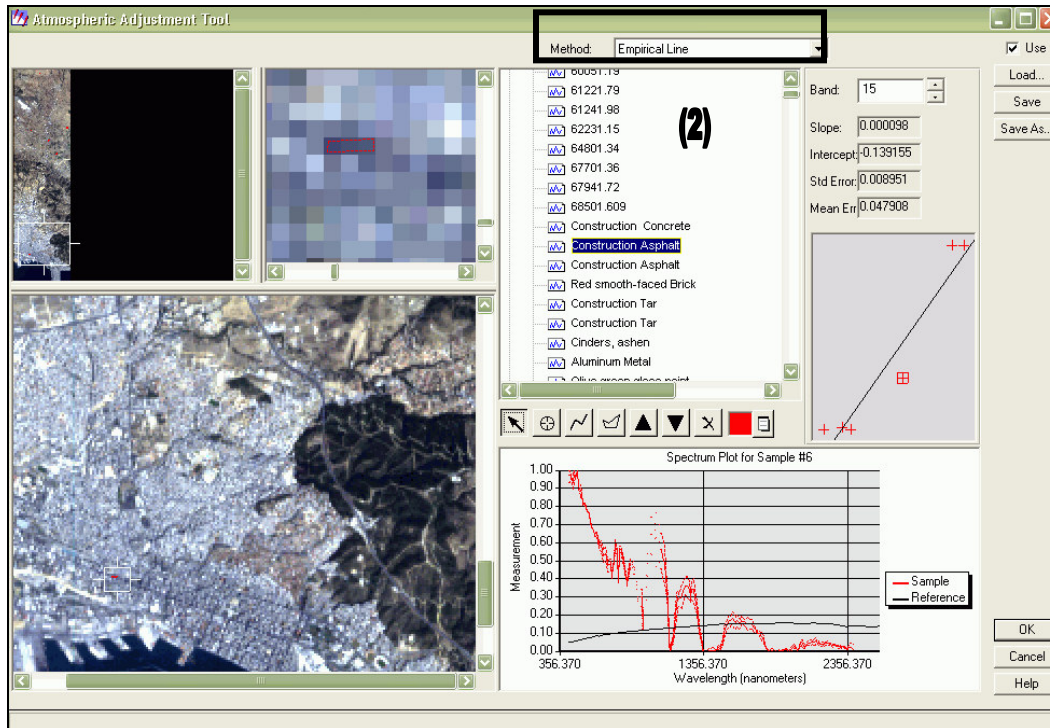 Atmospheric Adjustment Tool
Method: Empirical Line
Use
Load...
Save
Save As..
61221.79
61241.98
62231.15
64801.34
67701.36
67941.72
68501.609
Construction Concrete
Construction Asphalt
Construction Asphalt
Red smooth-faced Brick
Construction Tar
Construction Tar
Cinders, ashen
Aluminum Metal
(2)
Band: 15
Slope: 0.000098
Intercept: -0.139155
Std Error: 0.008951
Mean Err 0.047908
Spectrum Plot for Sample #6
1.00
0.90
0.80
0.70
0.60
0.50
0.40
0.30
0.20
0.10
0.00
Measurement
356.370 1356.370 2356.370
Wavelength (nanometers)
Sample
Reference
OK
Cancel
Help